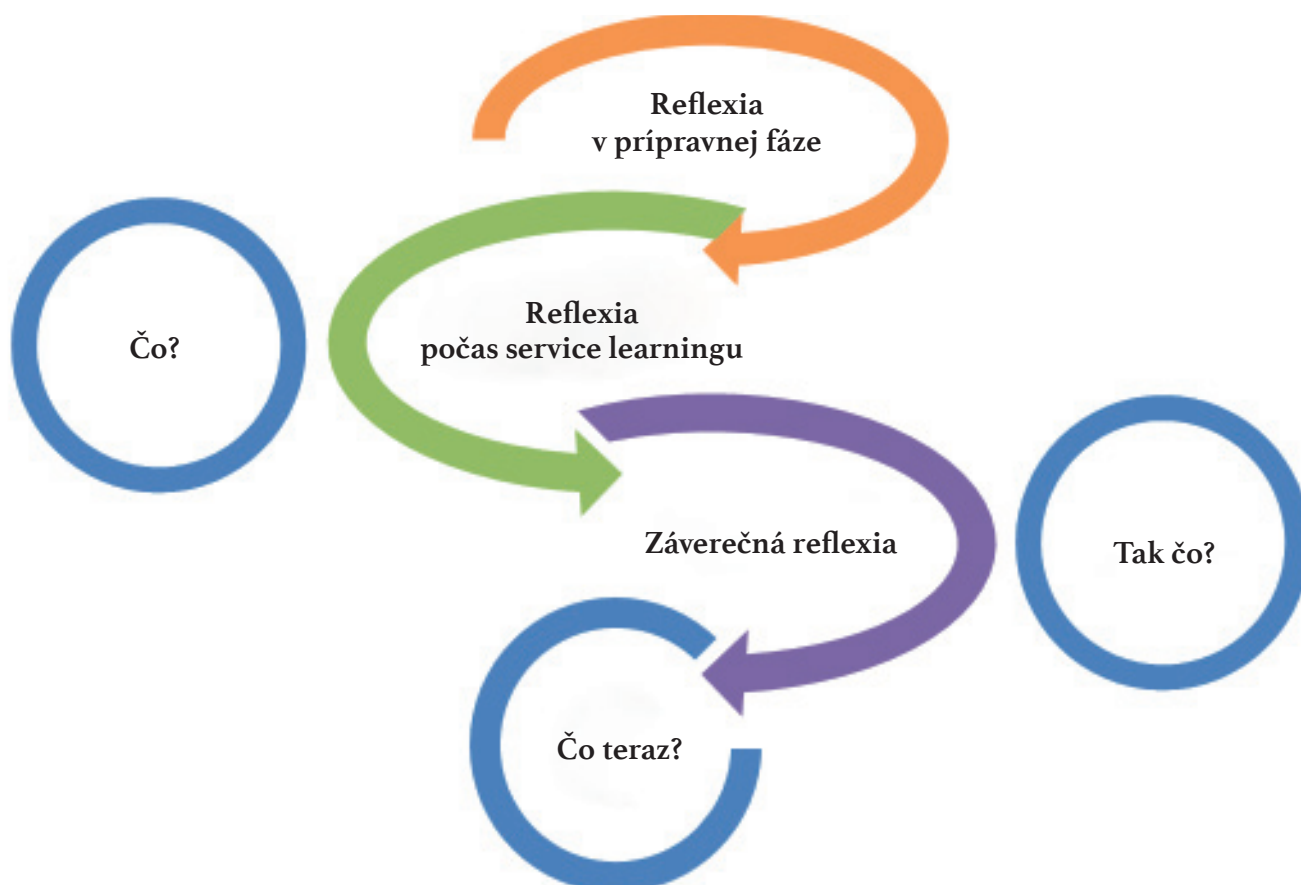 Reflexia
v prípravnej fáze
Čo?
Reflexia
počas service learningu
Záverečná reflexia
Tak čo?
Čo teraz?